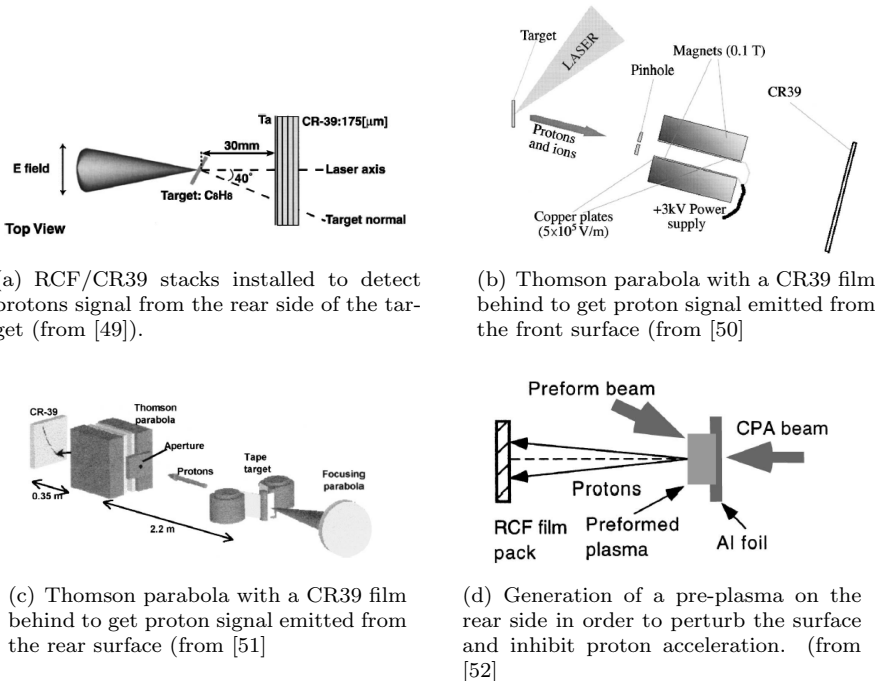 Ta
CR-39:175[μm]
30mm
E field
40°
Laser axis
Target: C8H8
Target normal
Top View
(a) RCF/CR39 stacks installed to detect
protons signal from the rear side of the tar-
get (from [49]).
Target
LASER
Magnets (0.1 T)
Pinhole
CR39
Protons
and ions
Copper plates
(5×10⁵ V/m)
+3kV Power
supply
(b) Thomson parabola with a CR39 film
behind to get proton signal emitted from
the front surface (from [50]
CR-39
Thomson
parabola
Aperture
Protons
Tape
target
Focusing
parabola
0.35 m
2.2 m
(c) Thomson parabola with a CR39 film
behind to get proton signal emitted from
the rear surface (from [51]
Preform beam
CPA beam
Protons
RCF film
pack
Preformed
plasma
Al foil
(d) Generation of a pre-plasma on the
rear side in order to perturb the surface
and inhibit proton acceleration. (from
[52]